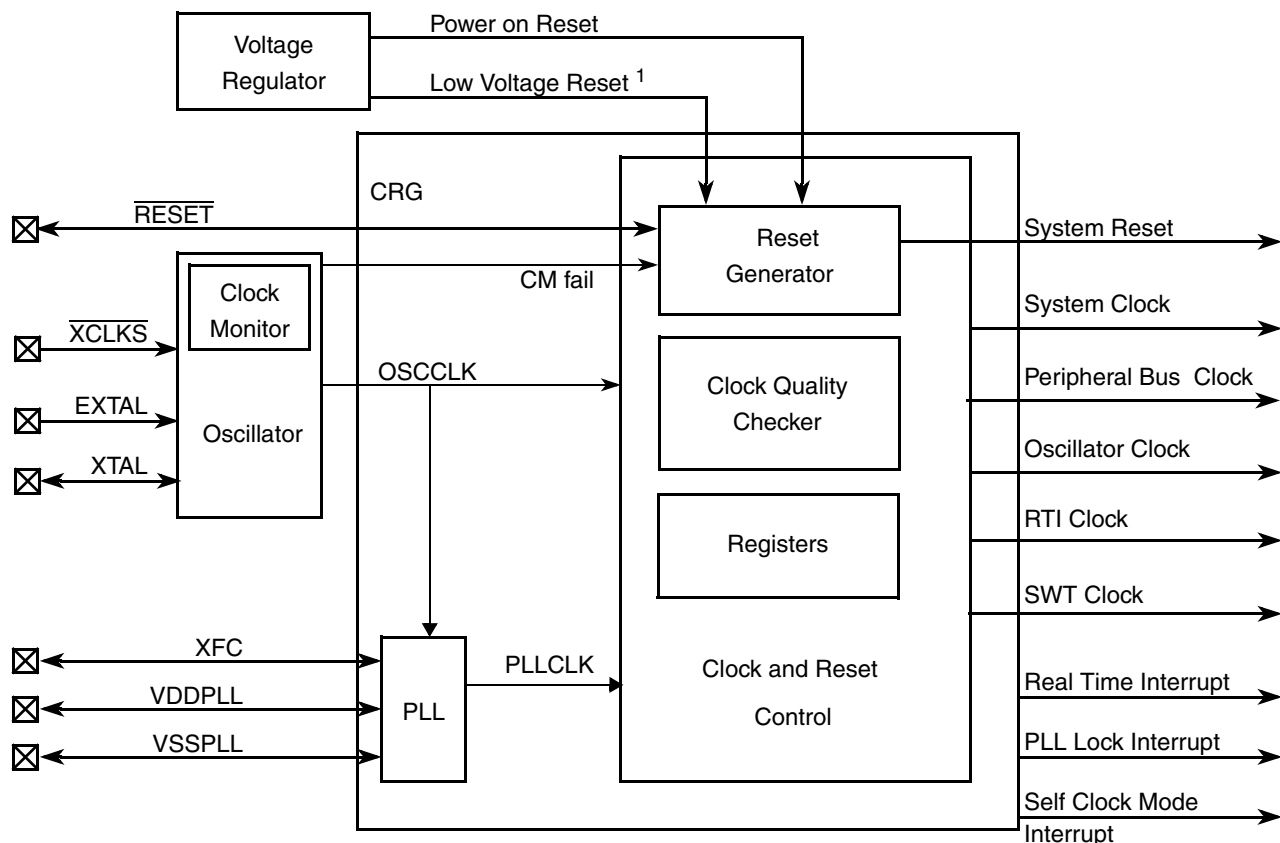 Voltage
Regulator
Power on Reset
Low Voltage Reset 1
CRG
RESET
Reset
Generator
System Reset
CM fail
Clock
Monitor
System Clock
XCLKS
OSCCLK
Clock Quality
Checker
Peripheral Bus Clock
EXTAL
Oscillator
Oscillator Clock
XTAL
RTI Clock
Registers
SWT Clock
XFC
PLLCLK
Clock and Reset
Control
Real Time Interrupt
VDDPLL
PLL
PLL Lock Interrupt
VSSPLL
Self Clock Mode
Interrupt